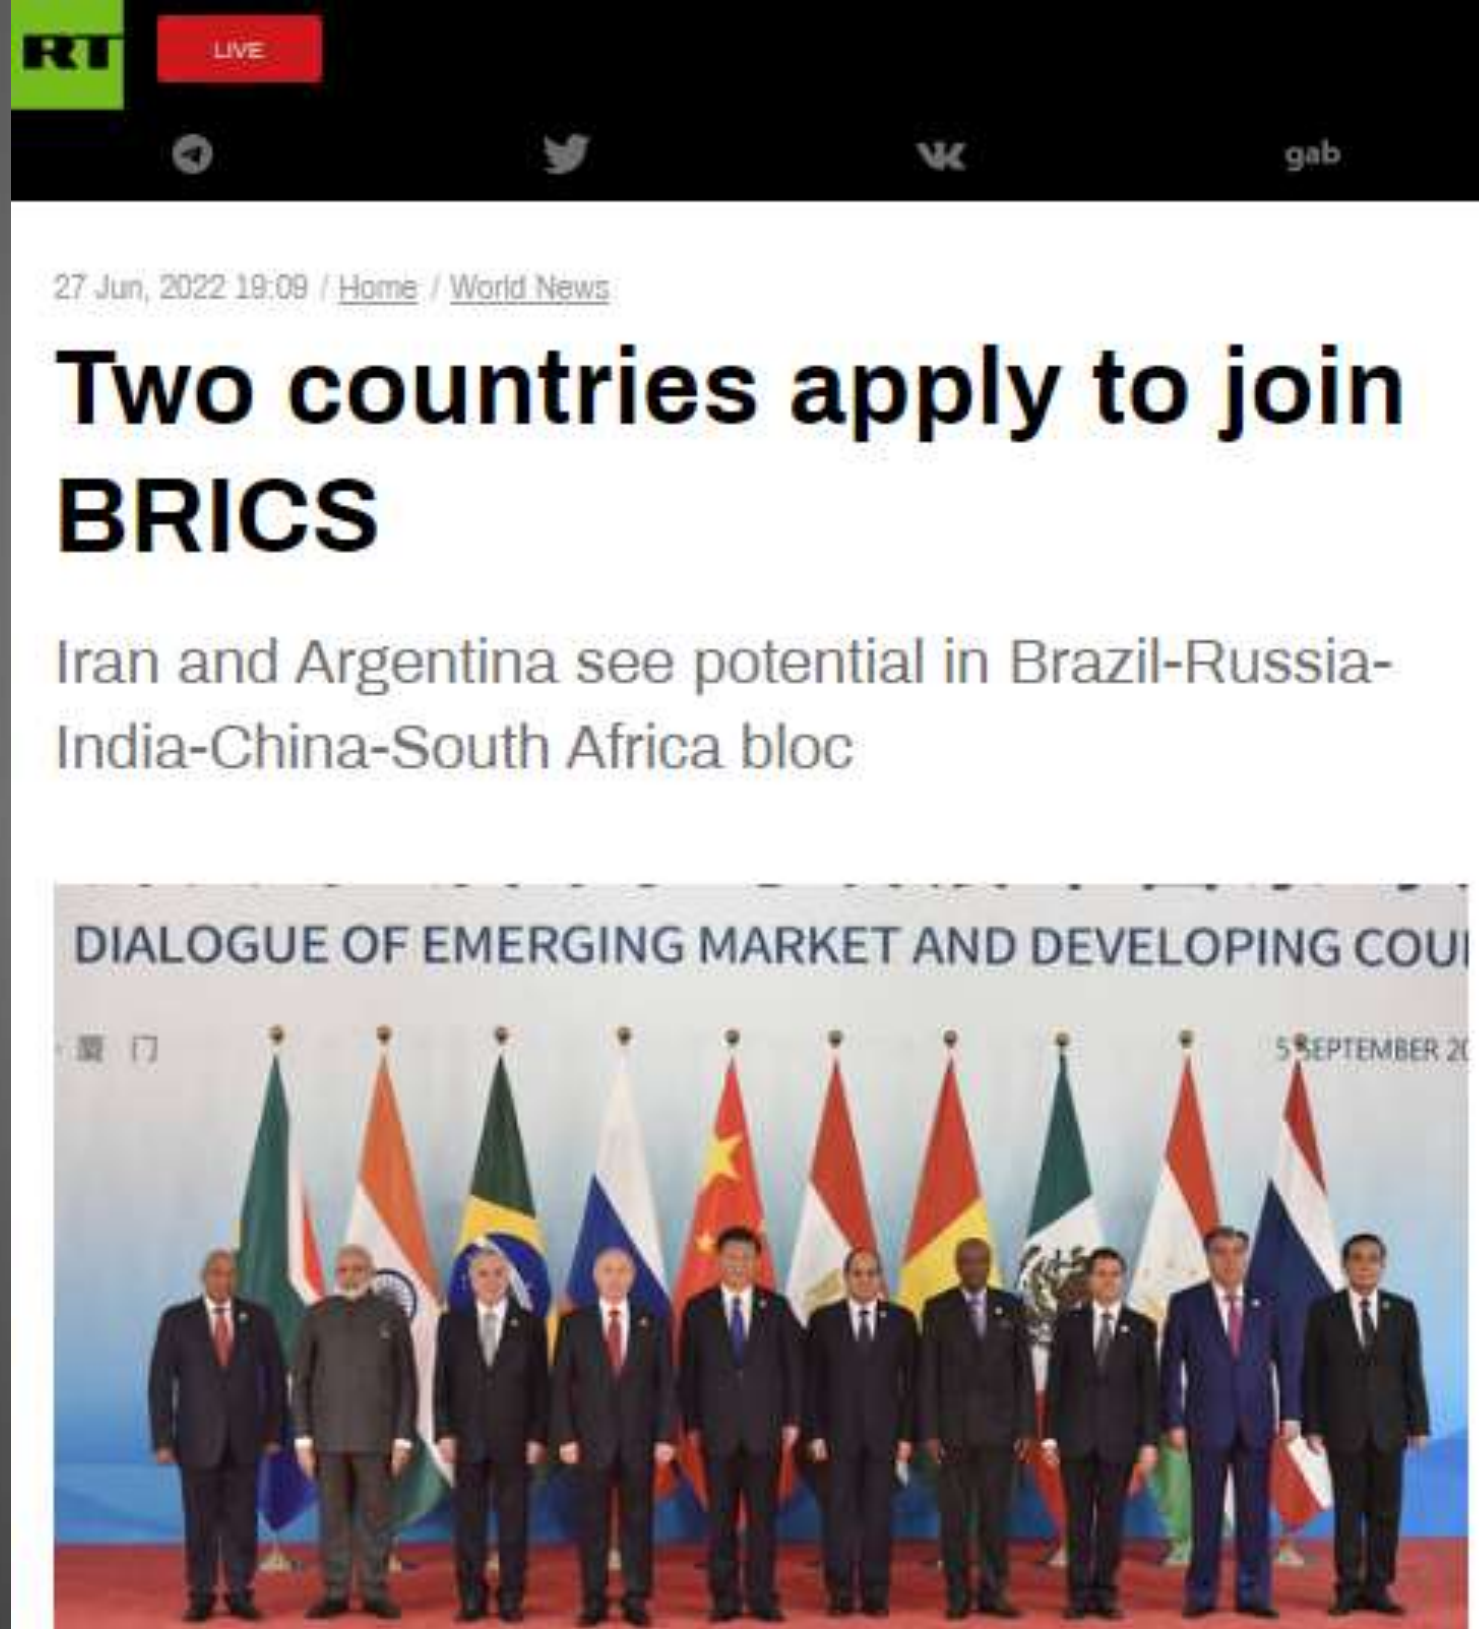 RT
LIVE
gab
27 Jun, 2022 19:09 / Home / World News
Two countries apply to join
BRICS
Iran and Argentina see potential in Brazil-Russia-
India-China-South Africa bloc
DIALOGUE OF EMERGING MARKET AND DEVELOPING COU
厦 门
5 SEPTEMBER 20